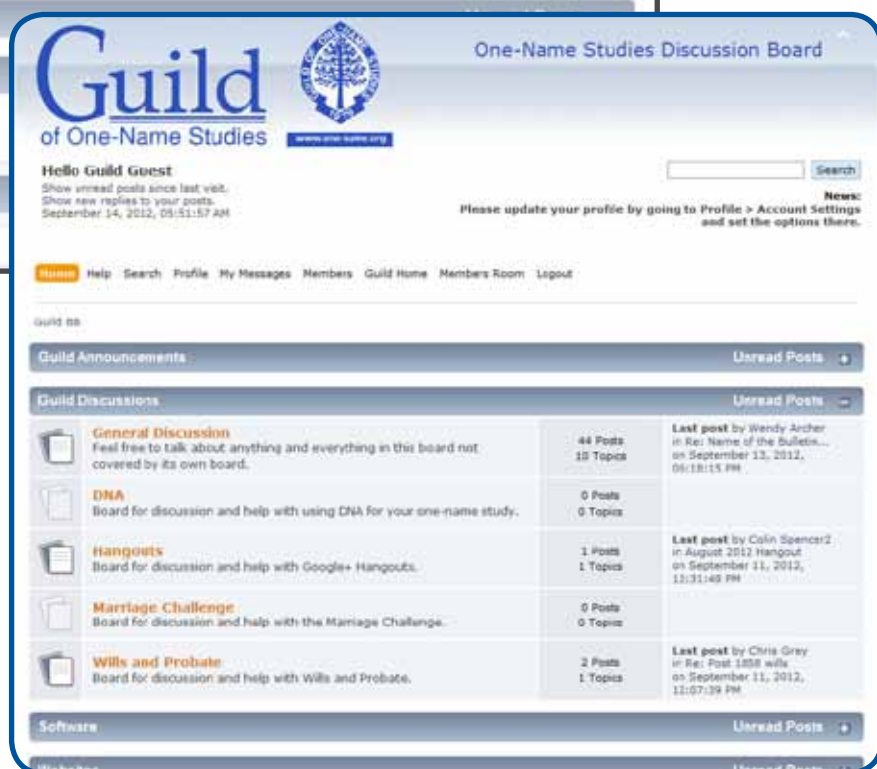 Guild
of One-Name Studies
www.one-name.org
One-Name Studies Discussion Board
Hello Guild Guest
Show unread posts since last visit.
Show new replies to your posts.
September 14, 2012, 05:51:57 AM
Search
News:
Please update your profile by going to Profile > Account Settings
and set the options there.
Home Help Search Profile My Messages Members Guild Home Members Room Logout
Guild BB
Guild Announcements Unread Posts
Guild Discussions Unread Posts
General Discussion
Feel free to talk about anything and everything in this board not
covered by its own board.
44 Posts
10 Topics
Last post by Wendy Archer
in Re: Name of the Bulletin...
on September 13, 2012,
06:18:15 PM
DNA
Board for discussion and help with using DNA for your one-name study.
0 Posts
0 Topics
Hangouts
Board for discussion and help with Google+ Hangouts.
1 Posts
1 Topics
Last post by Colin Spencer2
in August 2012 Hangout
on September 11, 2012,
Marriage Challenge
Board for discussion and help with the Marriage Challenge.
0 Posts
0 Topics
Wills and Probate
Board for discussion and help with Wills and Probate.
2 Posts
1 Topics
Last post by Chris Gray
in Re: Post 1858 wills
on September 11, 2012,
12:07:39 PM
Software Unread Posts
Websites Unread Posts